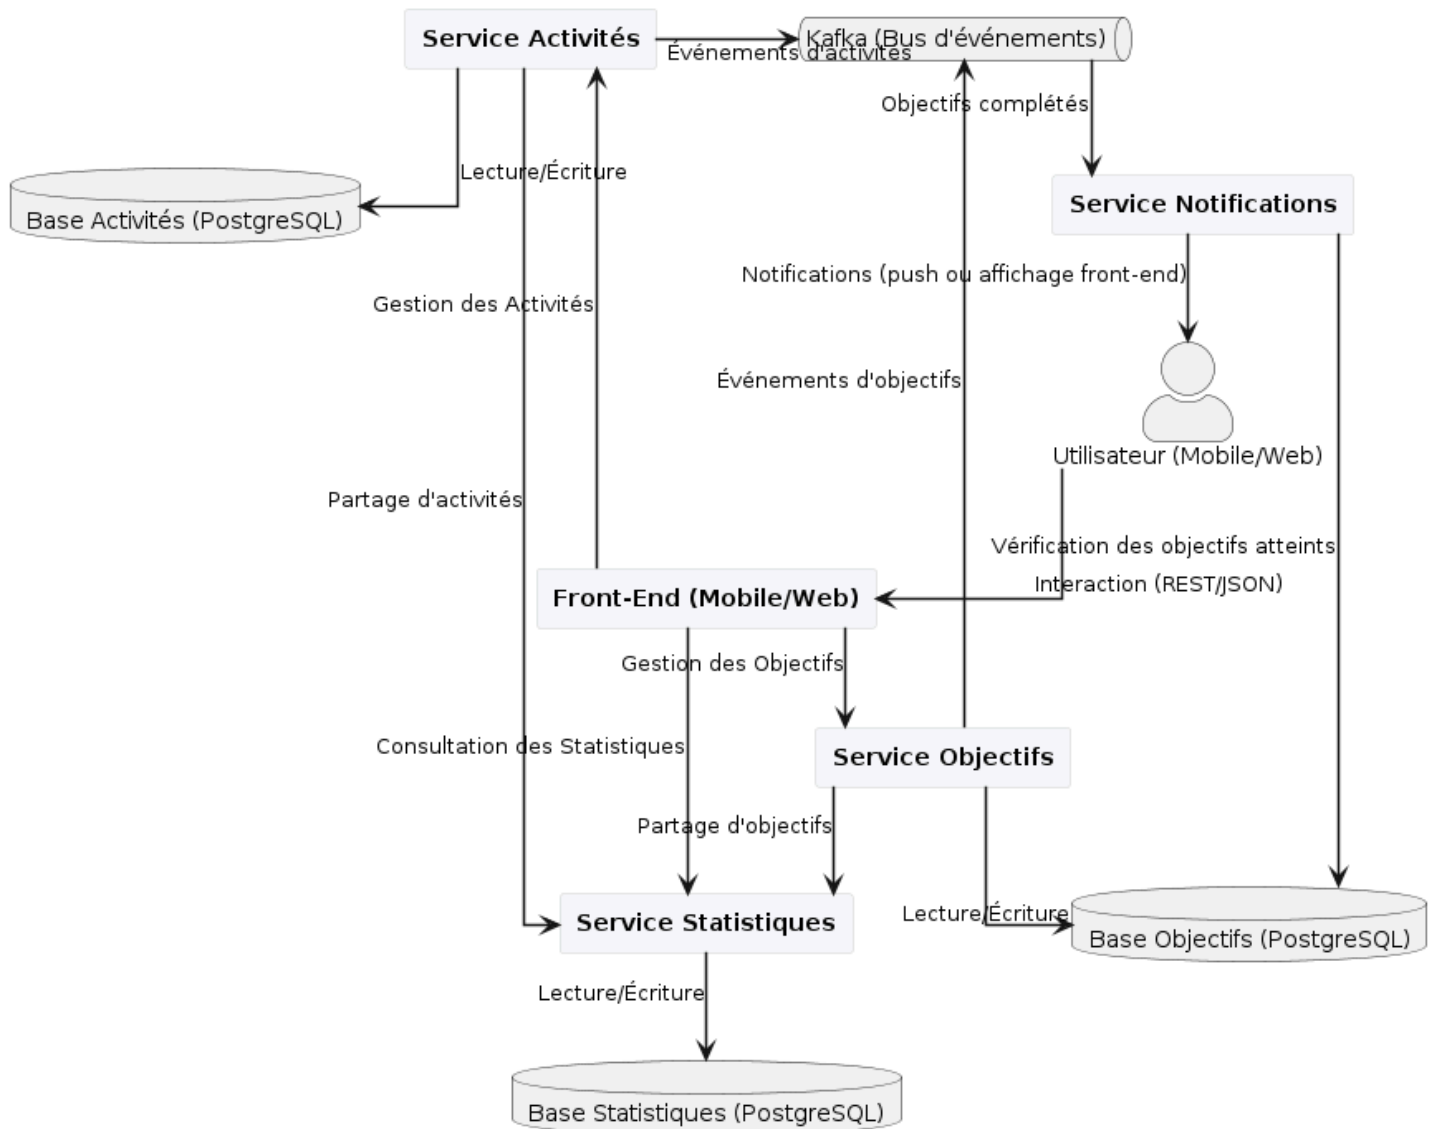 Service Activités
Kafka (Bus d'événements)
Événements d'activités
Objectifs complétés
Lecture/Écriture
Base Activités (PostgreSQL)
Service Notifications
Notifications (push ou affichage front-end)
Gestion des Activités
Événements d'objectifs
Utilisateur (Mobile/Web)
Partage d'activités
Vérification des objectifs atteints
Interaction (REST/JSON)
Front-End (Mobile/Web)
Gestion des Objectifs
Consultation des Statistiques
Service Objectifs
Partage d'objectifs
Lecture/Écriture
Service Statistiques
Base Objectifs (PostgreSQL)
Lecture/Écriture
Base Statistiques (PostgreSQL)